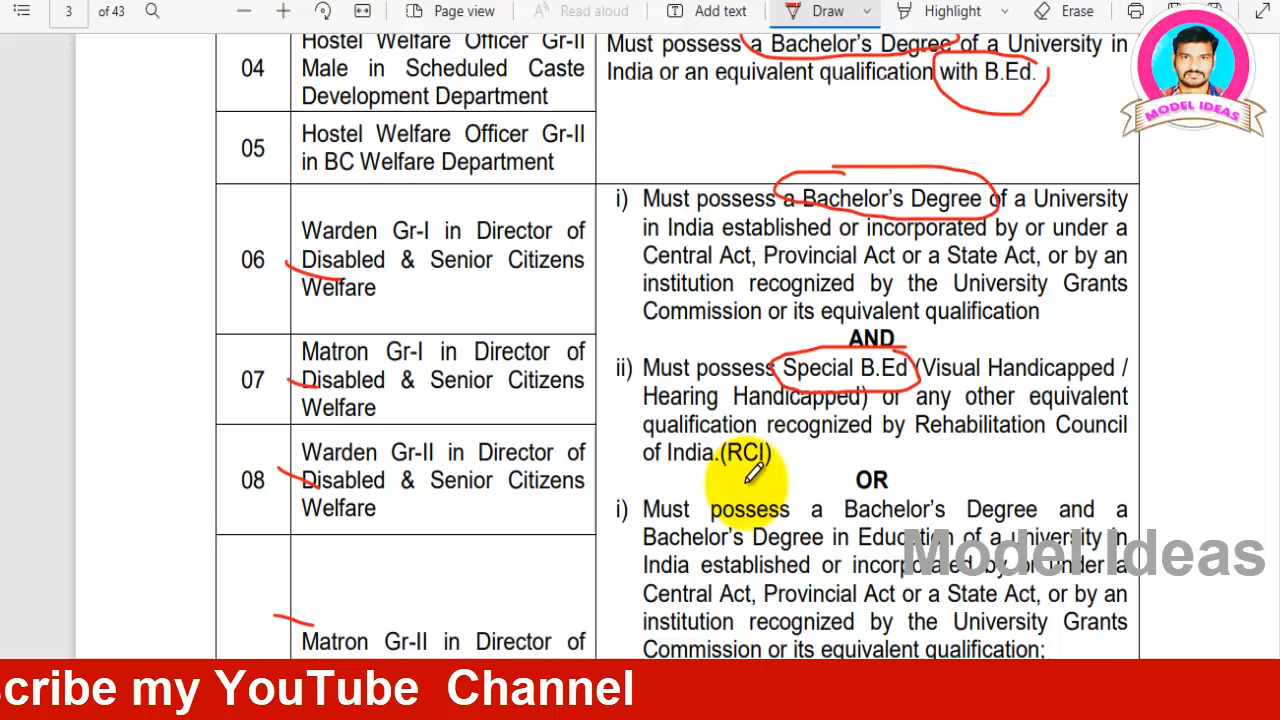 3 of 43 Page view Read aloud Add text Draw Highlight Erase
MODEL IDEAS
04
Hostel Welfare Officer Gr-II
Male in Scheduled Caste
Development Department
Must possess a Bachelor's Degree of a University in
India or an equivalent qualification with B.Ed.
05
Hostel Welfare Officer Gr-II
in BC Welfare Department
06
Warden Gr-I in Director of
Disabled & Senior Citizens
Welfare
07
Matron Gr-I in Director of
Disabled & Senior Citizens
Welfare
08
Warden Gr-II in Director of
Disabled & Senior Citizens
Welfare
Matron Gr-II in Director of
i) Must possess a Bachelor's Degree of a University
in India established or incorporated by or under a
Central Act, Provincial Act or a State Act, or by an
institution recognized by the University Grants
Commission or its equivalent qualification
AND
ii) Must possess Special B.Ed (Visual Handicapped /
Hearing Handicapped) or any other equivalent
qualification recognized by Rehabilitation Council
of India.(RCI)
OR
i) Must possess a Bachelor's Degree and a
Bachelor's Degree in Education of a university in
India established or incorporated by or under a
Central Act, Provincial Act or a State Act, or by an
institution recognized by the University Grants
Commission or its equivalent qualification;
Model Ideas
scribe my YouTube Channel